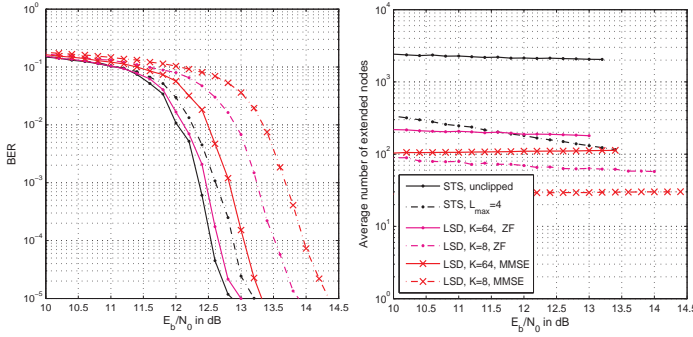 10^0
10^-1
10^-2
10^-3
10^-4
10^-5
BER
10 10.5 11 11.5 12 12.5 13 13.5 14 14.5
E_b/N_0 in dB
10^4
10^3
10^2
10^1
10^0
Average number of extended nodes
STS, unclipped
STS, L_max=4
LSD, K=64, ZF
LSD, K=8, ZF
LSD, K=64, MMSE
LSD, K=8, MMSE
10 10.5 11 11.5 12 12.5 13 13.5 14 14.5
E_b/N_0 in dB